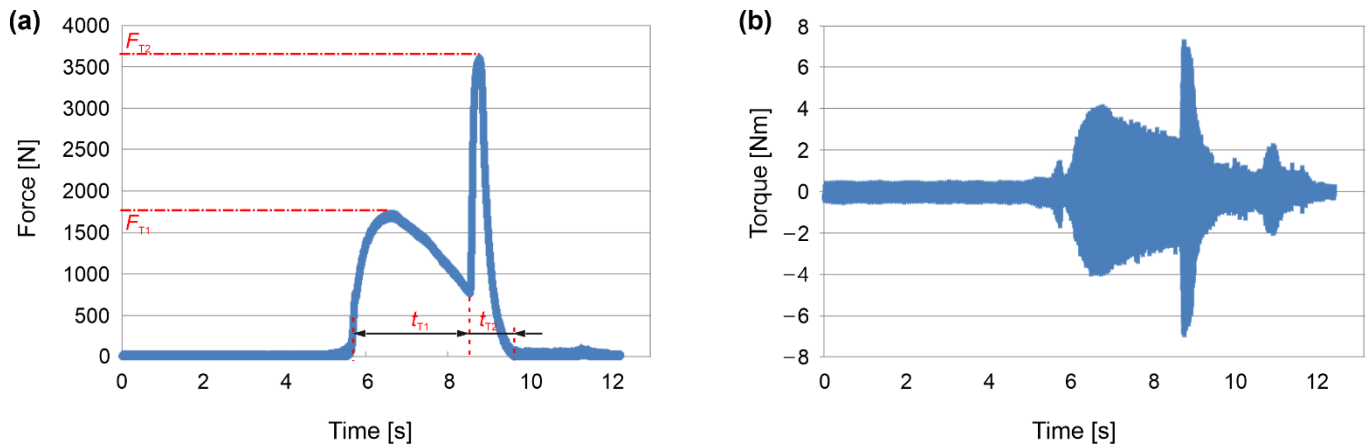 (a)
Force [N]
4000
3500
3000
2500
2000
1500
1000
500
0
F_T2
F_T1
t_T1
t_T2
0 2 4 6 8 10 12
Time [s]
(b)
Torque [Nm]
8
6
4
2
0
−2
−4
−6
−8
0 2 4 6 8 10 12
Time [s]